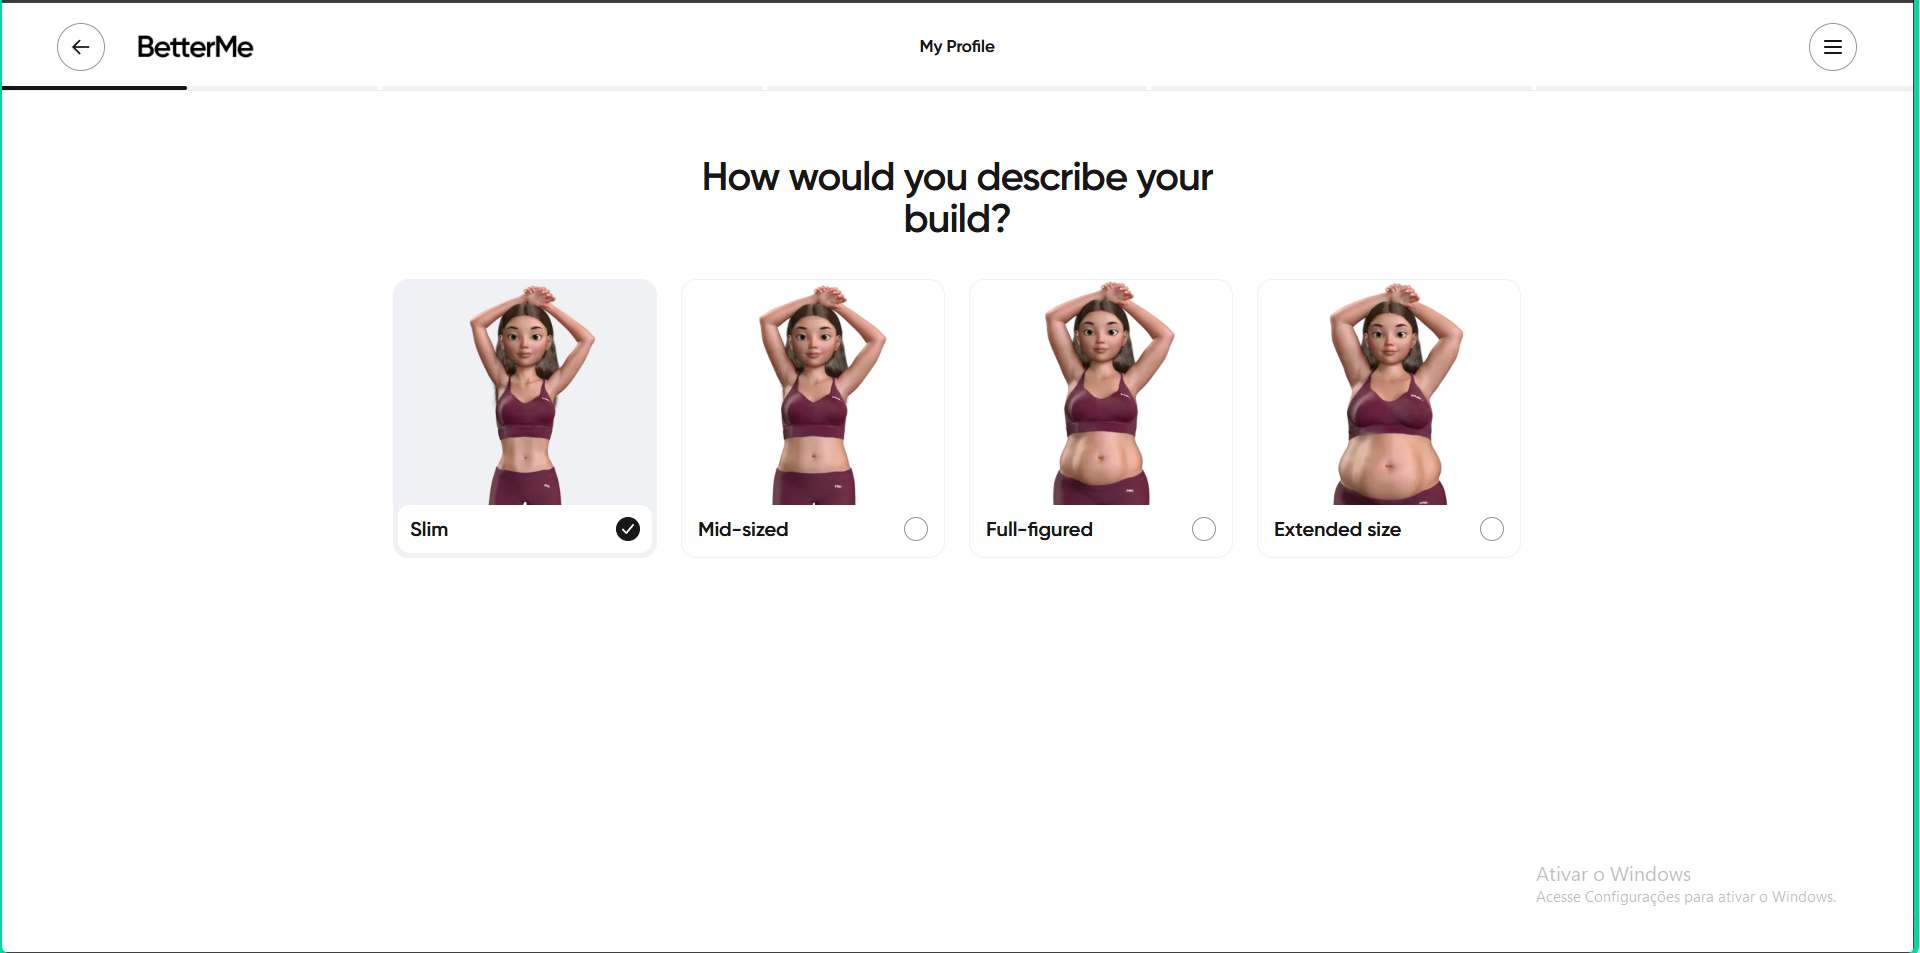 BetterMe
My Profile
How would you describe your
build?
Slim
Mid-sized
Full-figured
Extended size
Ativar o Windows
Acesse Configurações para ativar o Windows.